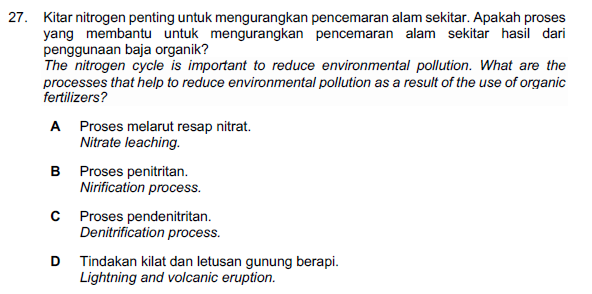 27. Kitar nitrogen penting untuk mengurangkan pencemaran alam sekitar. Apakah proses
yang membantu untuk mengurangkan pencemaran alam sekitar hasil dari
penggunaan baja organik?
The nitrogen cycle is important to reduce environmental pollution. What are the
processes that help to reduce environmental pollution as a result of the use of organic
fertilizers?
A Proses melarut resap nitrat.
Nitrate leaching.
B Proses penitritan.
Nirification process.
C Proses pendenitritan.
Denitrification process.
D Tindakan kilat dan letusan gunung berapi.
Lightning and volcanic eruption.